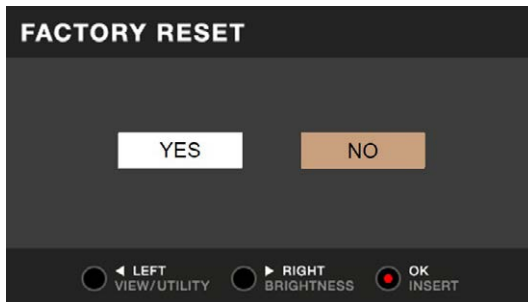 FACTORY RESET
YES NO
◀ LEFT ▶ RIGHT OK
VIEW/UTILITY BRIGHTNESS INSERT